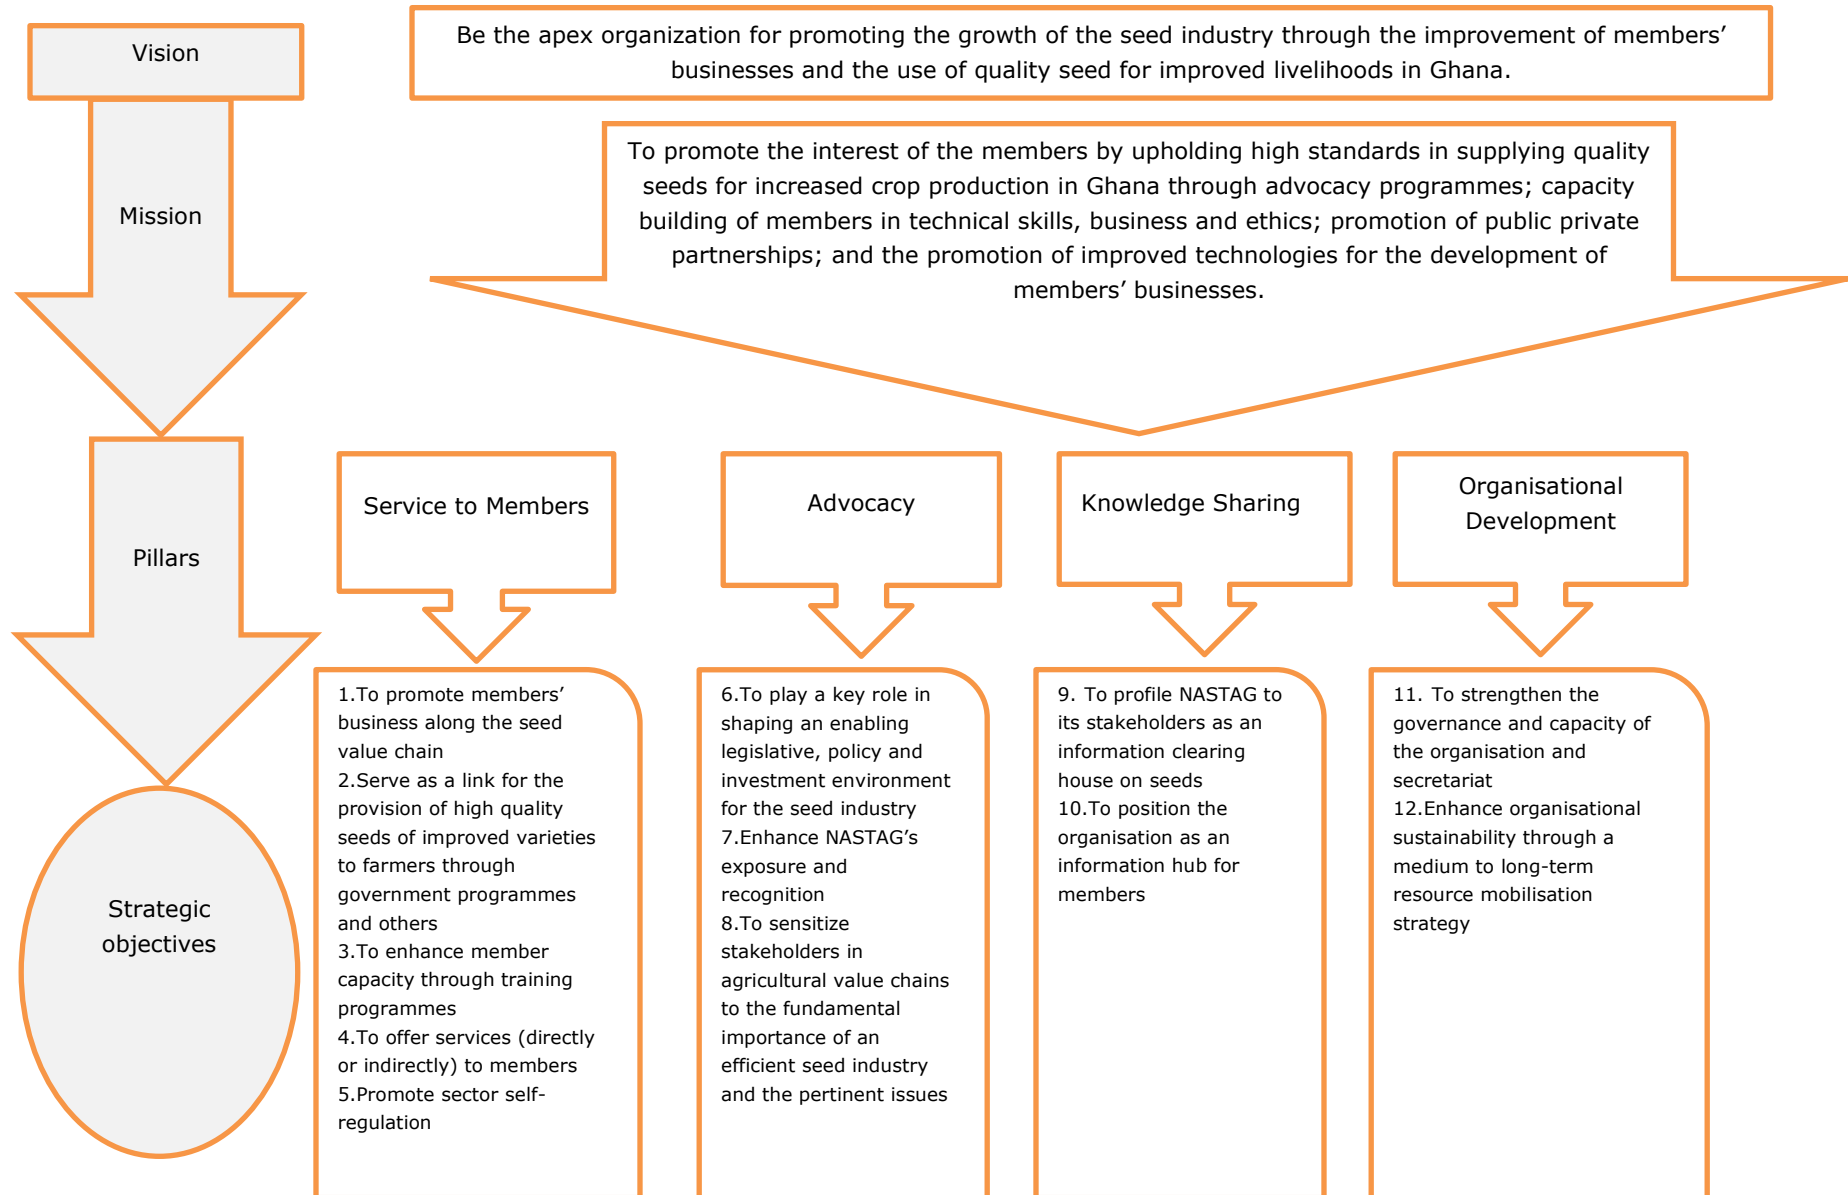 Vision
Be the apex organization for promoting the growth of the seed industry through the improvement of members’
businesses and the use of quality seed for improved livelihoods in Ghana.
Mission
To promote the interest of the members by upholding high standards in supplying quality
seeds for increased crop production in Ghana through advocacy programmes; capacity
building of members in technical skills, business and ethics; promotion of public private
partnerships; and the promotion of improved technologies for the development of
members’ businesses.
Pillars
Service to Members
Advocacy
Knowledge Sharing
Organisational
Development
Strategic
objectives
1.To promote members’
business along the seed
value chain
2.Serve as a link for the
provision of high quality
seeds of improved varieties
to farmers through
government programmes
and others
3.To enhance member
capacity through training
programmes
4.To offer services (directly
or indirectly) to members
5.Promote sector self-
regulation
6.To play a key role in
shaping an enabling
legislative, policy and
investment environment
for the seed industry
7.Enhance NASTAG’s
exposure and
recognition
8.To sensitize
stakeholders in
agricultural value chains
to the fundamental
importance of an
efficient seed industry
and the pertinent issues
9. To profile NASTAG to
its stakeholders as an
information clearing
house on seeds
10.To position the
organisation as an
information hub for
members
11. To strengthen the
governance and capacity of
the organisation and
secretariat
12.Enhance organisational
sustainability through a
medium to long-term
resource mobilisation
strategy